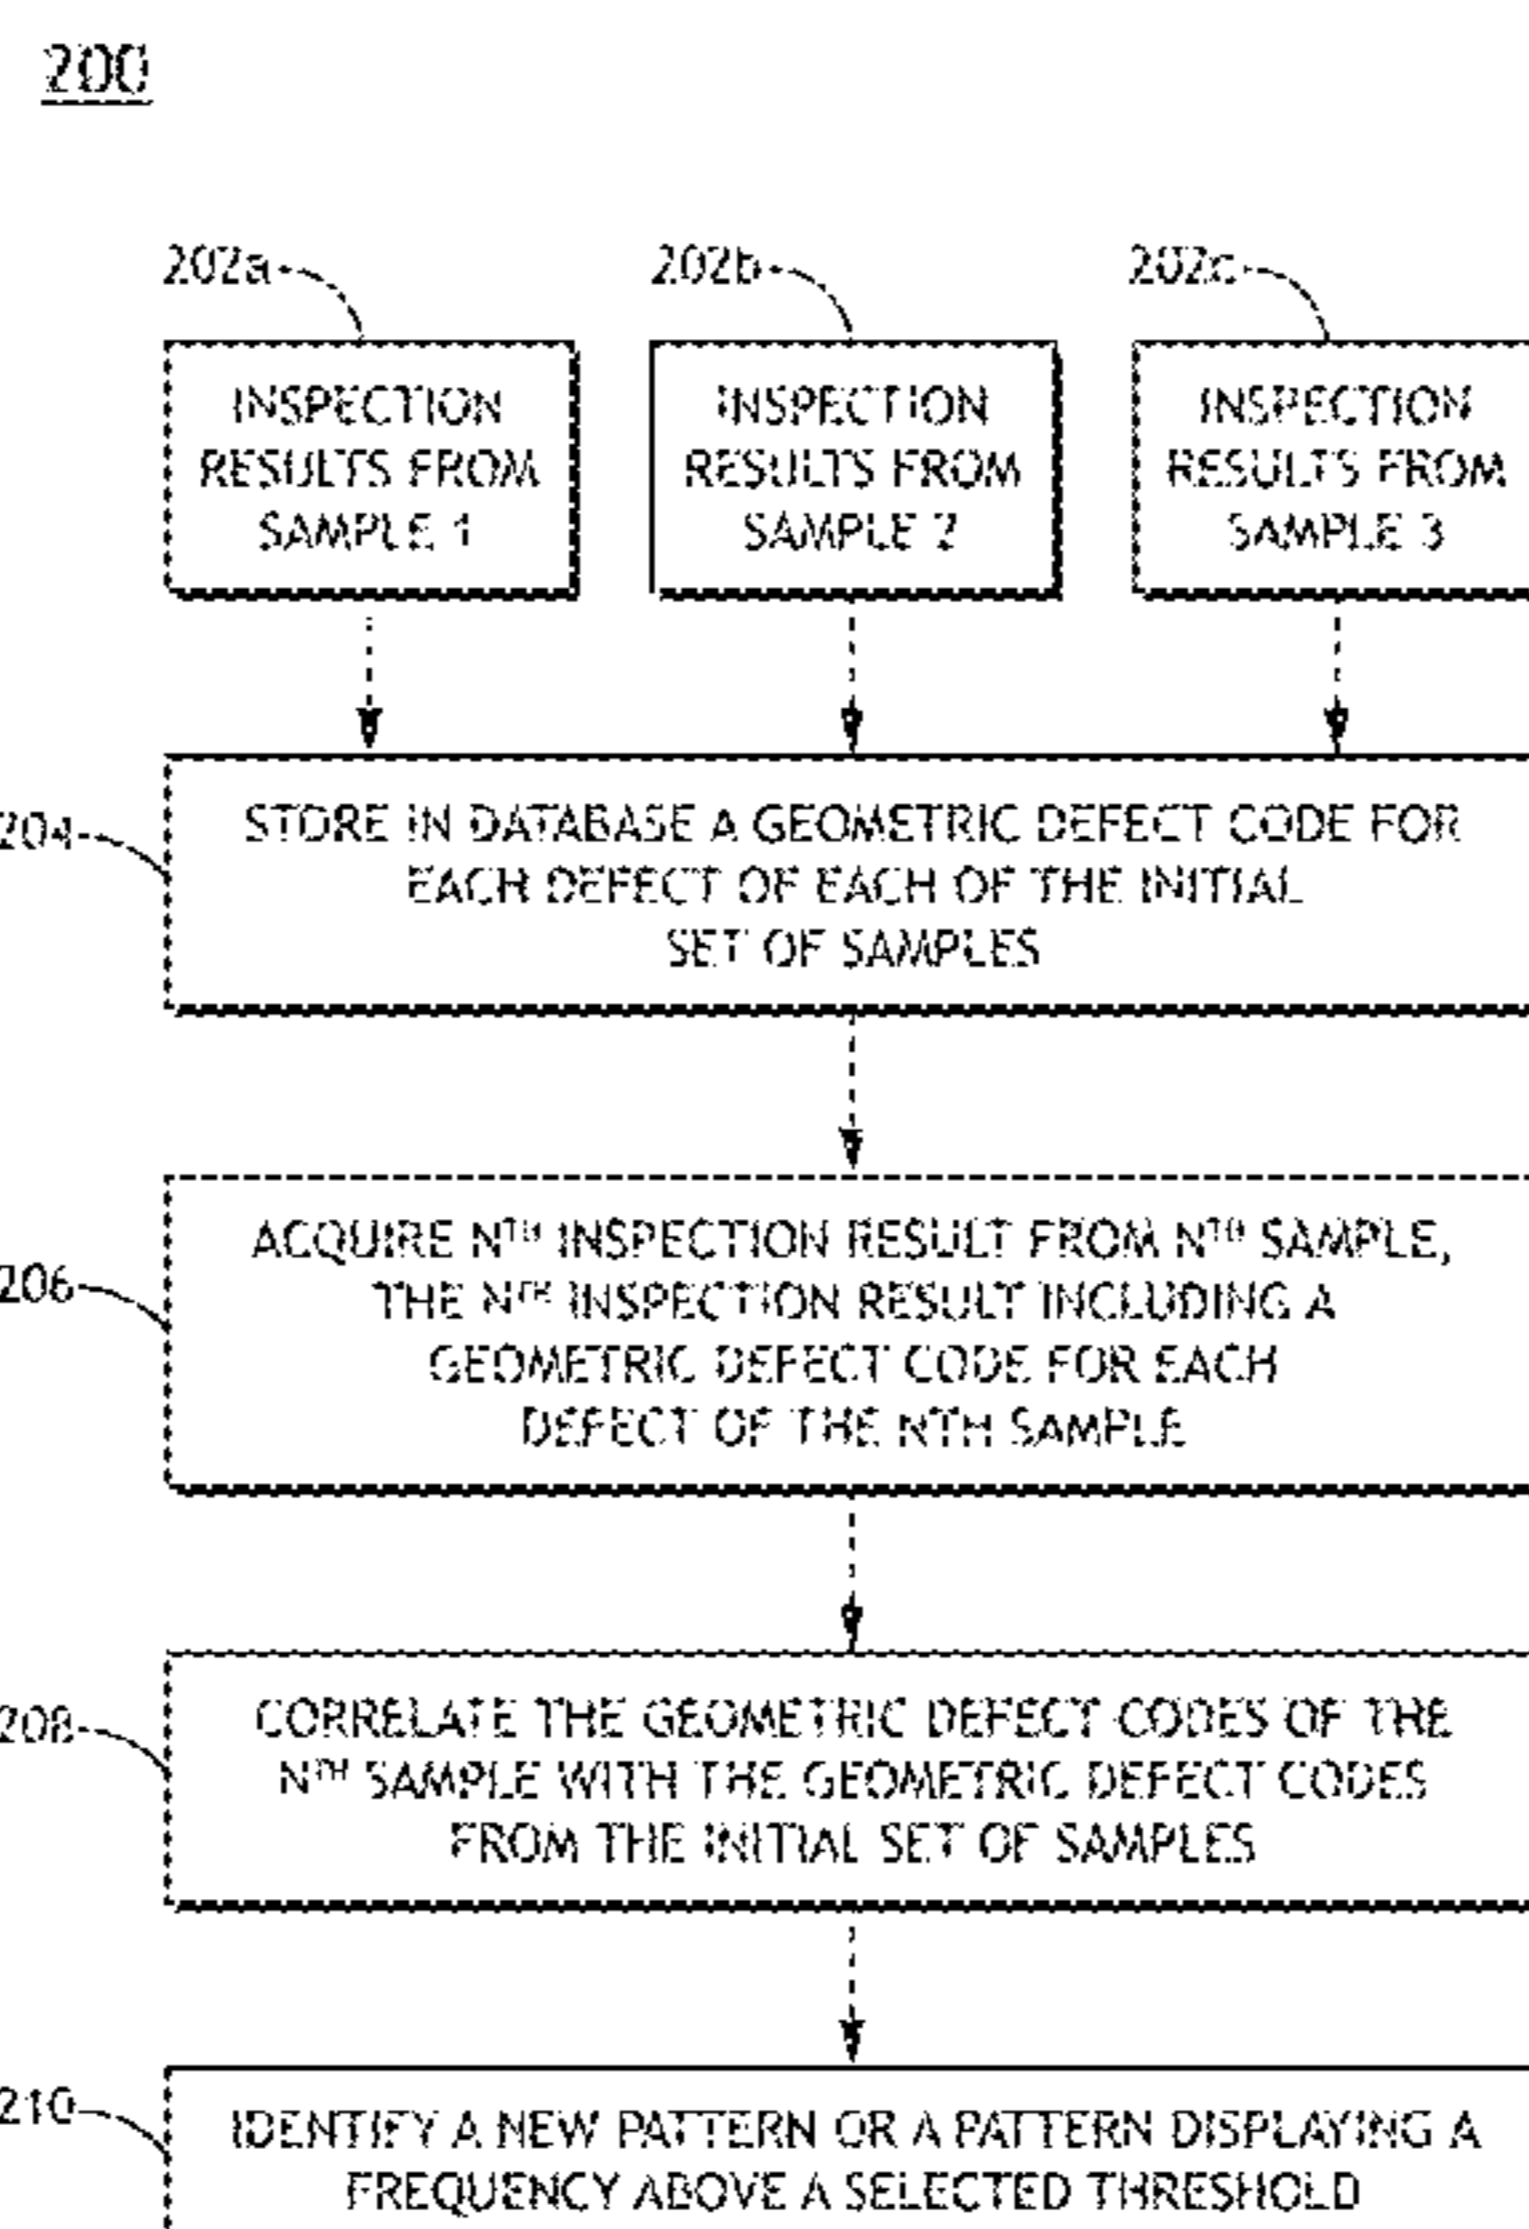 200
202a
202b
202c
INSPECTION
RESULTS FROM
SAMPLE 1
INSPECTION
RESULTS FROM
SAMPLE 2
INSPECTION
RESULTS FROM
SAMPLE 3
204
STORE IN DATABASE A GEOMETRIC DEFECT CODE FOR
EACH DEFECT OF EACH OF THE INITIAL
SET OF SAMPLES
206
ACQUIRE NTH INSPECTION RESULT FROM NTH SAMPLE,
THE NTH INSPECTION RESULT INCLUDING A
GEOMETRIC DEFECT CODE FOR EACH
DEFECT OF THE NTH SAMPLE
208
CORRELATE THE GEOMETRIC DEFECT CODES OF THE
NTH SAMPLE WITH THE GEOMETRIC DEFECT CODES
FROM THE INITIAL SET OF SAMPLES
210
IDENTIFY A NEW PATTERN OR A PATTERN DISPLAYING A
FREQUENCY ABOVE A SELECTED THRESHOLD